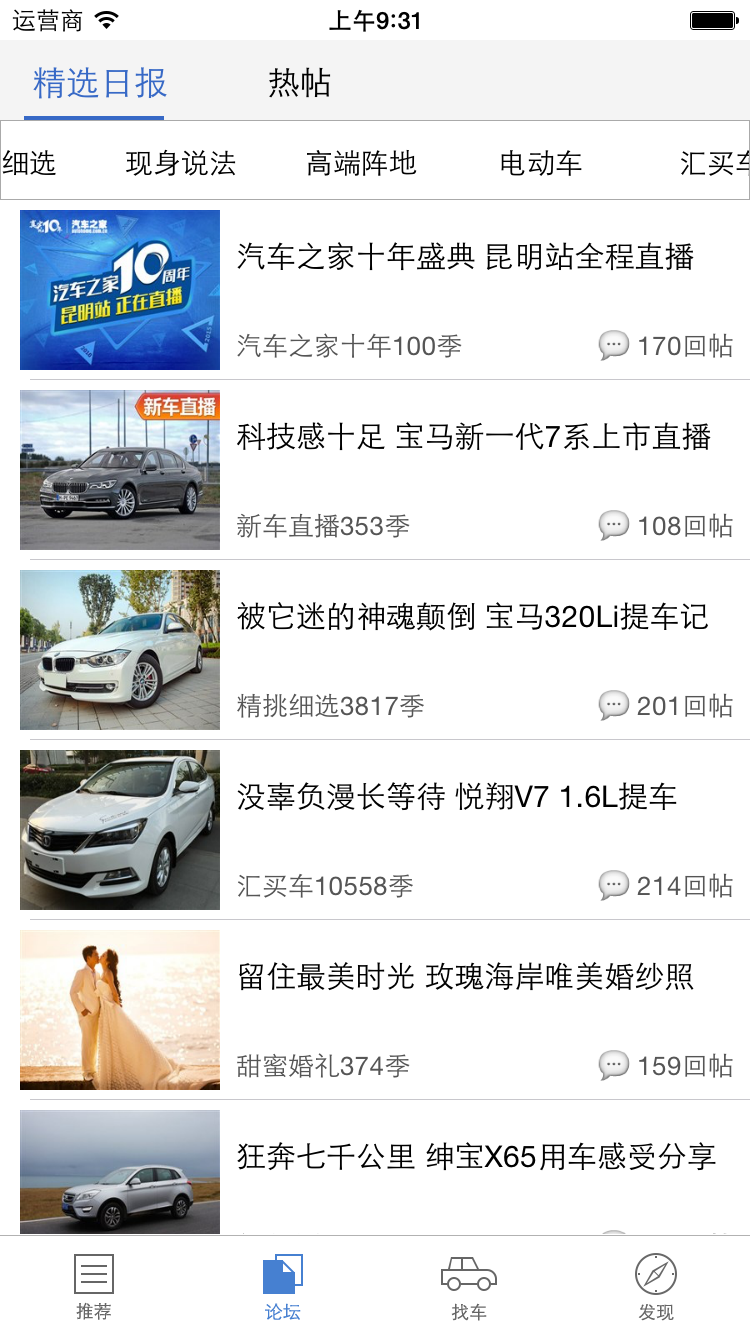 运营商 上午9:31
精选日报 热帖
细选 现身说法 高端阵地 电动车 汇买车
10年 汽车之家
汽车之家10周年
昆明站 正在直播
2015
汽车之家十年盛典 昆明站全程直播
汽车之家十年100季 170回帖
新车直播
科技感十足 宝马新一代7系上市直播
新车直播353季 108回帖
被它迷的神魂颠倒 宝马320Li提车记
精挑细选3817季 201回帖
没辜负漫长等待 悦翔V7 1.6L提车
汇买车10558季 214回帖
留住最美时光 玫瑰海岸唯美婚纱照
甜蜜婚礼374季 159回帖
狂奔七千公里 绅宝X65用车感受分享
推荐 论坛 找车 发现